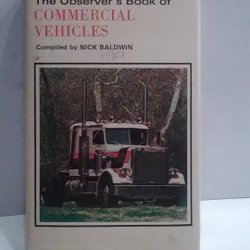 The Observer's Book of
COMMERCIAL
VEHICLES
Compiled by NICK BALDWIN